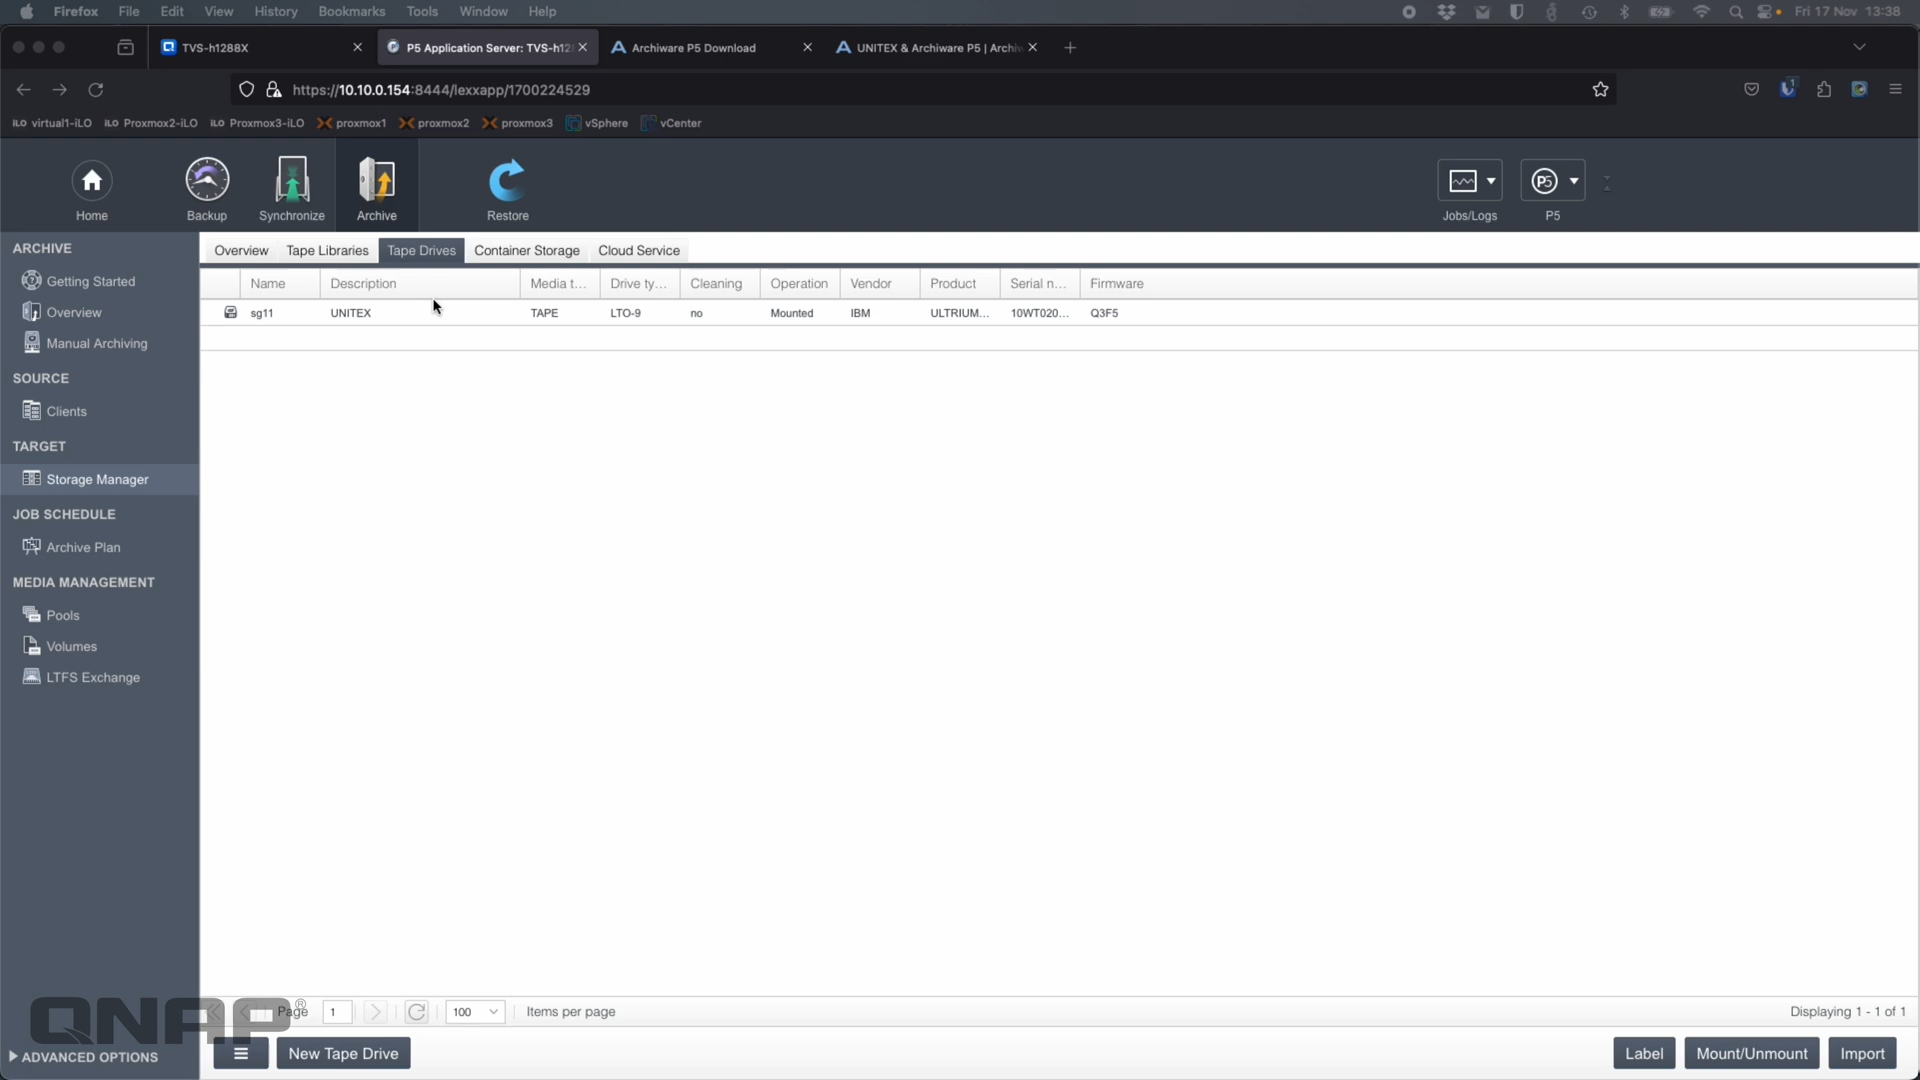 Firefox File Edit View History Bookmarks Tools Window Help Fri 17 Nov 13:38
TVS-h1288X P5 Application Server: TVS-h12 Archiware P5 Download UNITEX & Archiware P5 | Archiw
https://10.10.0.154:8444/lexxapp/1700224529
iLO virtual1-iLO iLO Proxmox2-iLO iLO Proxmox3-iLO proxmox1 proxmox2 proxmox3 vSphere vCenter
Home Backup Synchronize Archive Restore Jobs/Logs P5 P5
ARCHIVE
Getting Started
Overview
Manual Archiving
SOURCE
Clients
TARGET
Storage Manager
JOB SCHEDULE
Archive Plan
MEDIA MANAGEMENT
Pools
Volumes
LTFS Exchange
ADVANCED OPTIONS
Overview Tape Libraries Tape Drives Container Storage Cloud Service
Name Description Media t... Drive ty... Cleaning Operation Vendor Product Serial n... Firmware
sg11 UNITEX TAPE LTO-9 no Mounted IBM ULTRIUM... 10WT020... Q3F5
QNAP®
Page 1 100 Items per page Displaying 1 - 1 of 1
New Tape Drive Label Mount/Unmount Import